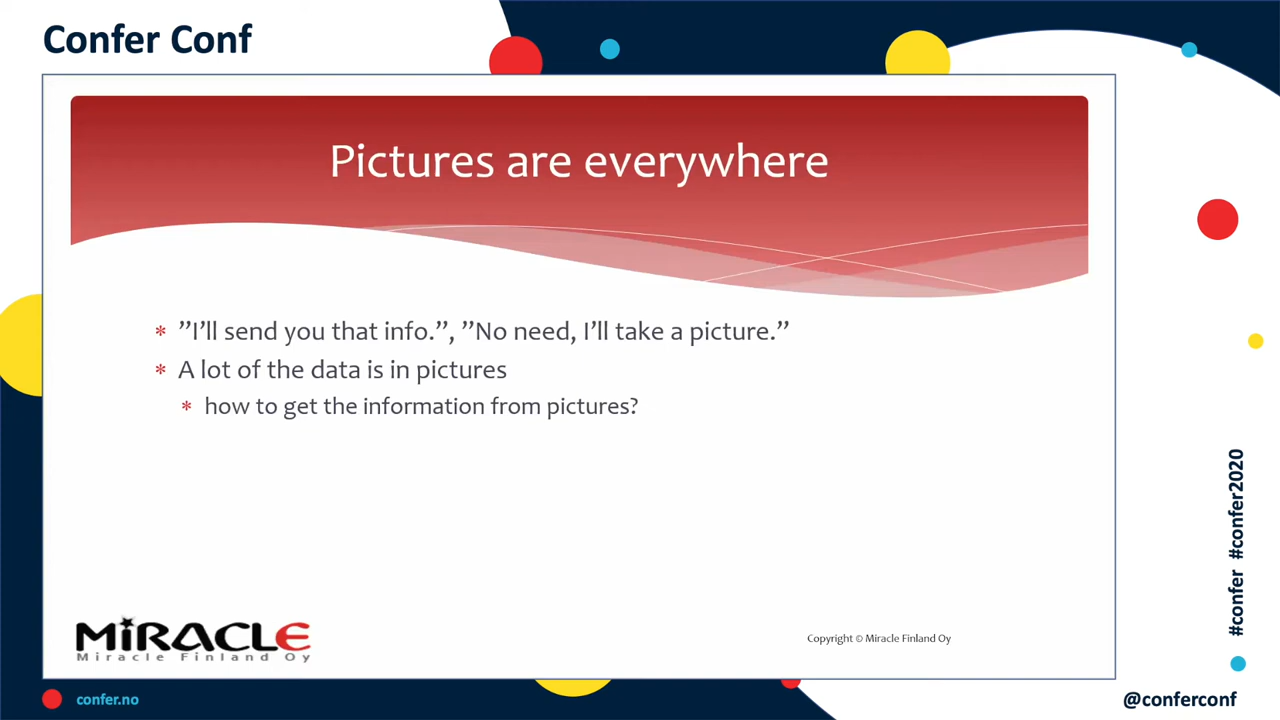 Confer Conf
Pictures are everywhere
* ”I’ll send you that info.”, ”No need, I’ll take a picture.”
* A lot of the data is in pictures
* how to get the information from pictures?
MiRACLE
Miracle Finland Oy
Copyright © Miracle Finland Oy
#confer #confer2020
confer.no
@conferconf